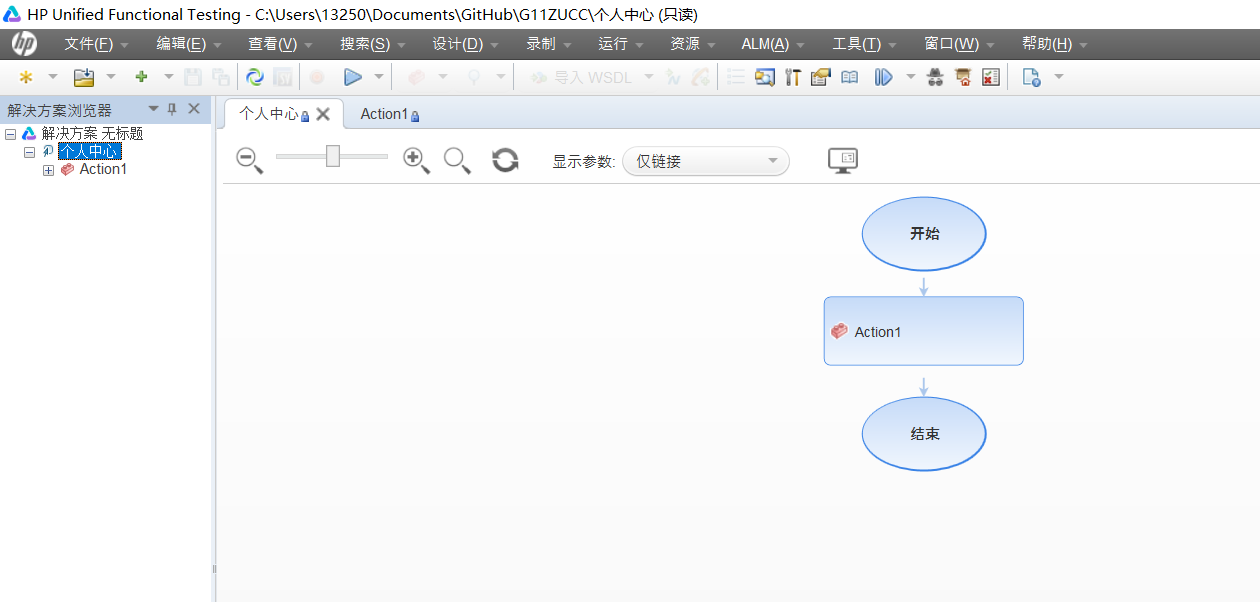 HP Unified Functional Testing - C:\Users\13250\Documents\GitHub\G11ZUCC\个人中心 (只读)
hp 文件(F) 编辑(E) 查看(V) 搜索(S) 设计(D) 录制 运行 资源 ALM(A) 工具(T) 窗口(W) 帮助(H)
导入 WSDL
解决方案浏览器
个人中心 Action1
解决方案 无标题
个人中心
Action1
显示参数: 仅链接
开始
Action1
结束